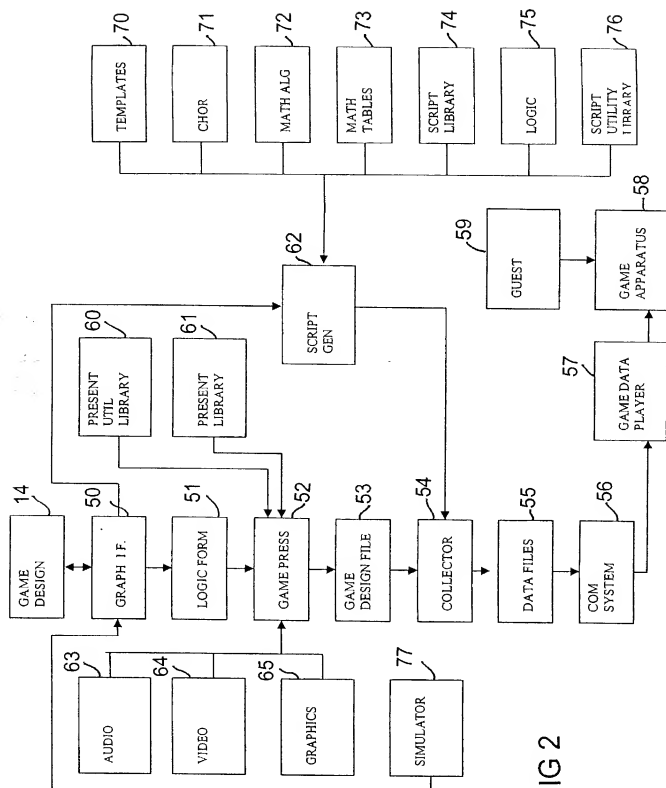 14
GAME
DESIGN
50
GRAPH I F.
51
LOGIC FORM
52
GAME PRESS
53
GAME
DESIGN FILE
54
COLLECTOR
55
DATA FILES
56
COM
SYSTEM
63
AUDIO
64
VIDEO
65
GRAPHICS
77
SIMULATOR
60
PRESENT
UTIL
LIBRARY
61
PRESENT
LIBRARY
62
SCRIPT
GEN
59
GUEST
57
GAME DATA
PLAYER
58
GAME
APPARATUS
70
TEMPLATES
71
CHOR
72
MATH ALG
73
MATH
TABLES
74
SCRIPT
LIBRARY
75
LOGIC
76
SCRIPT
UTILITY
LIBRARY
IG 2